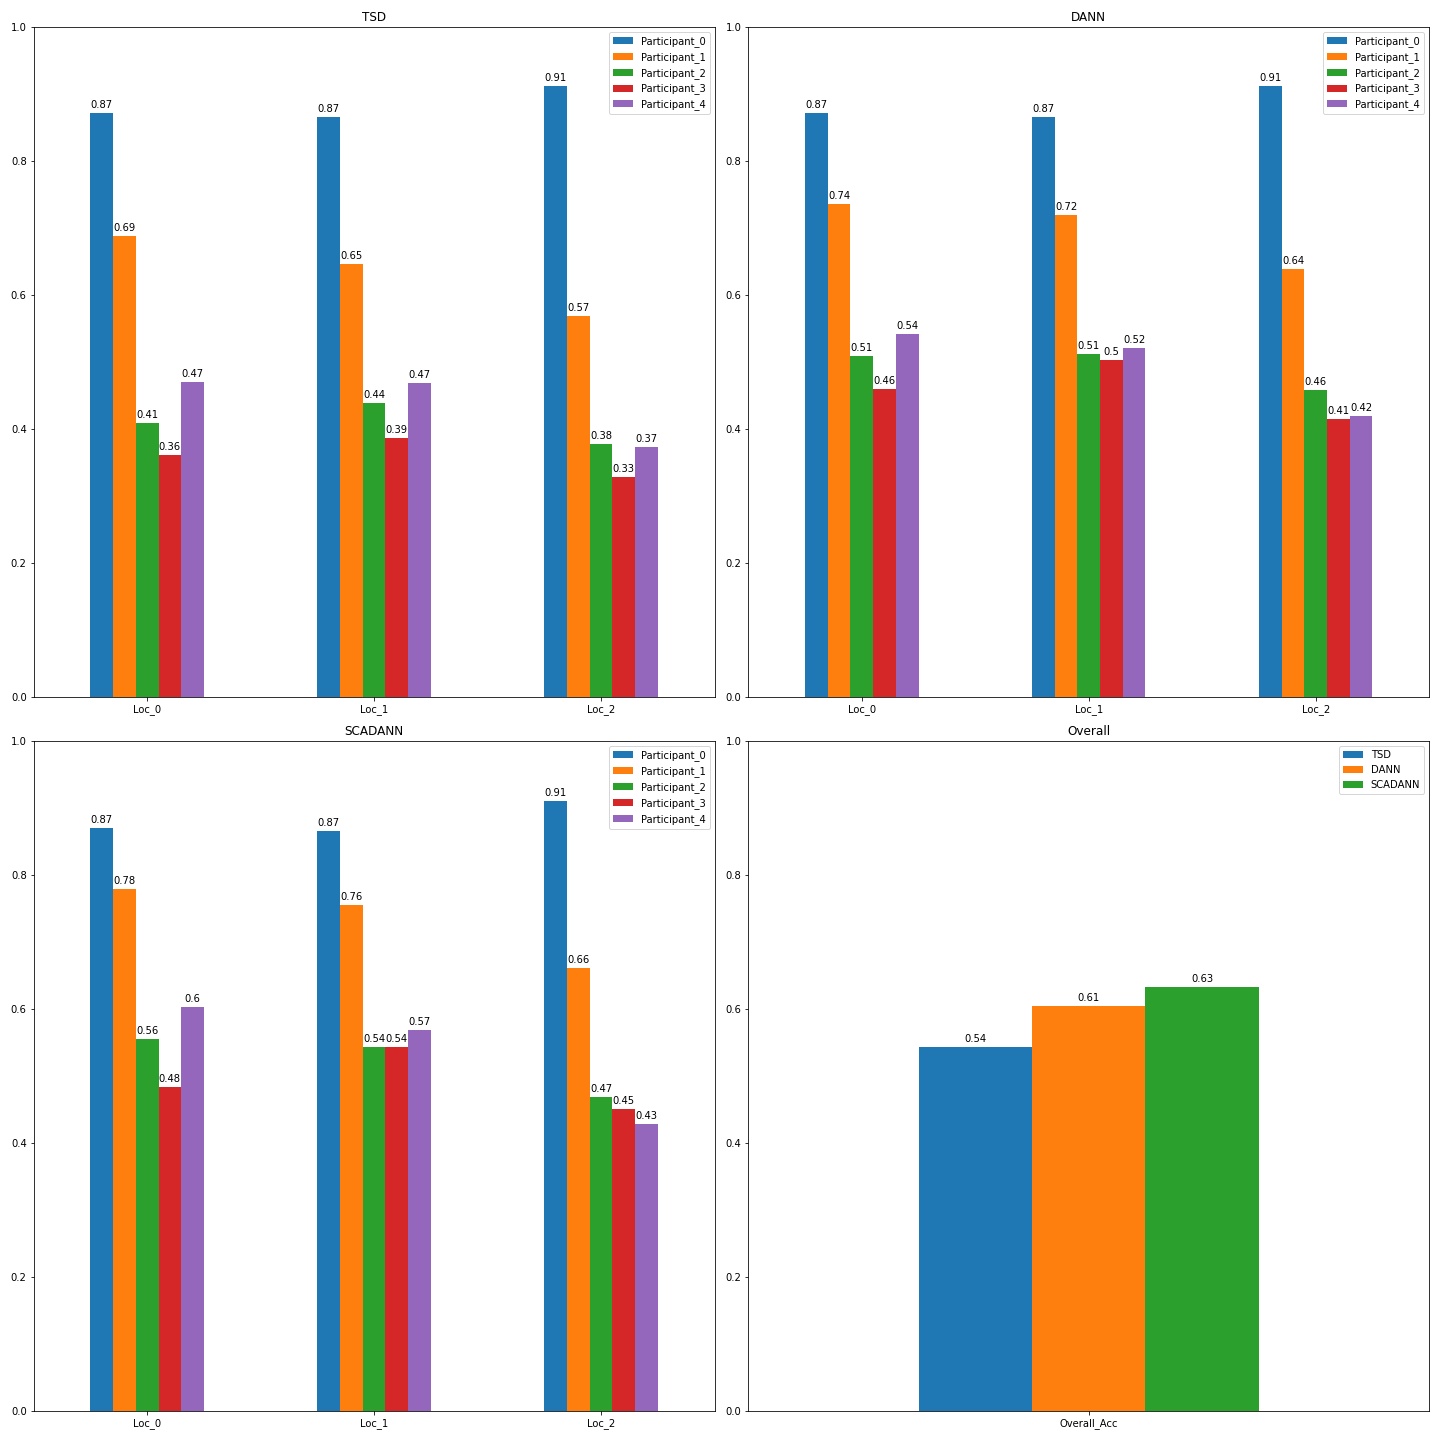 TSD
1.0
0.8
0.6
0.4
0.2
0.0
Participant_0
Participant_1
Participant_2
Participant_3
Participant_4
0.87
0.69
0.41
0.36
0.47
0.87
0.65
0.44
0.39
0.47
0.91
0.57
0.38
0.33
0.37
Loc_0
Loc_1
Loc_2
DANN
1.0
0.8
0.6
0.4
0.2
0.0
Participant_0
Participant_1
Participant_2
Participant_3
Participant_4
0.87
0.74
0.51
0.46
0.54
0.87
0.72
0.51
0.5
0.52
0.91
0.64
0.46
0.41
0.42
Loc_0
Loc_1
Loc_2
SCADANN
1.0
0.8
0.6
0.4
0.2
0.0
Participant_0
Participant_1
Participant_2
Participant_3
Participant_4
0.87
0.78
0.56
0.48
0.6
0.87
0.76
0.54
0.54
0.57
0.91
0.66
0.47
0.45
0.43
Loc_0
Loc_1
Loc_2
Overall
1.0
0.8
0.6
0.4
0.2
0.0
TSD
DANN
SCADANN
0.54
0.61
0.63
Overall_Acc